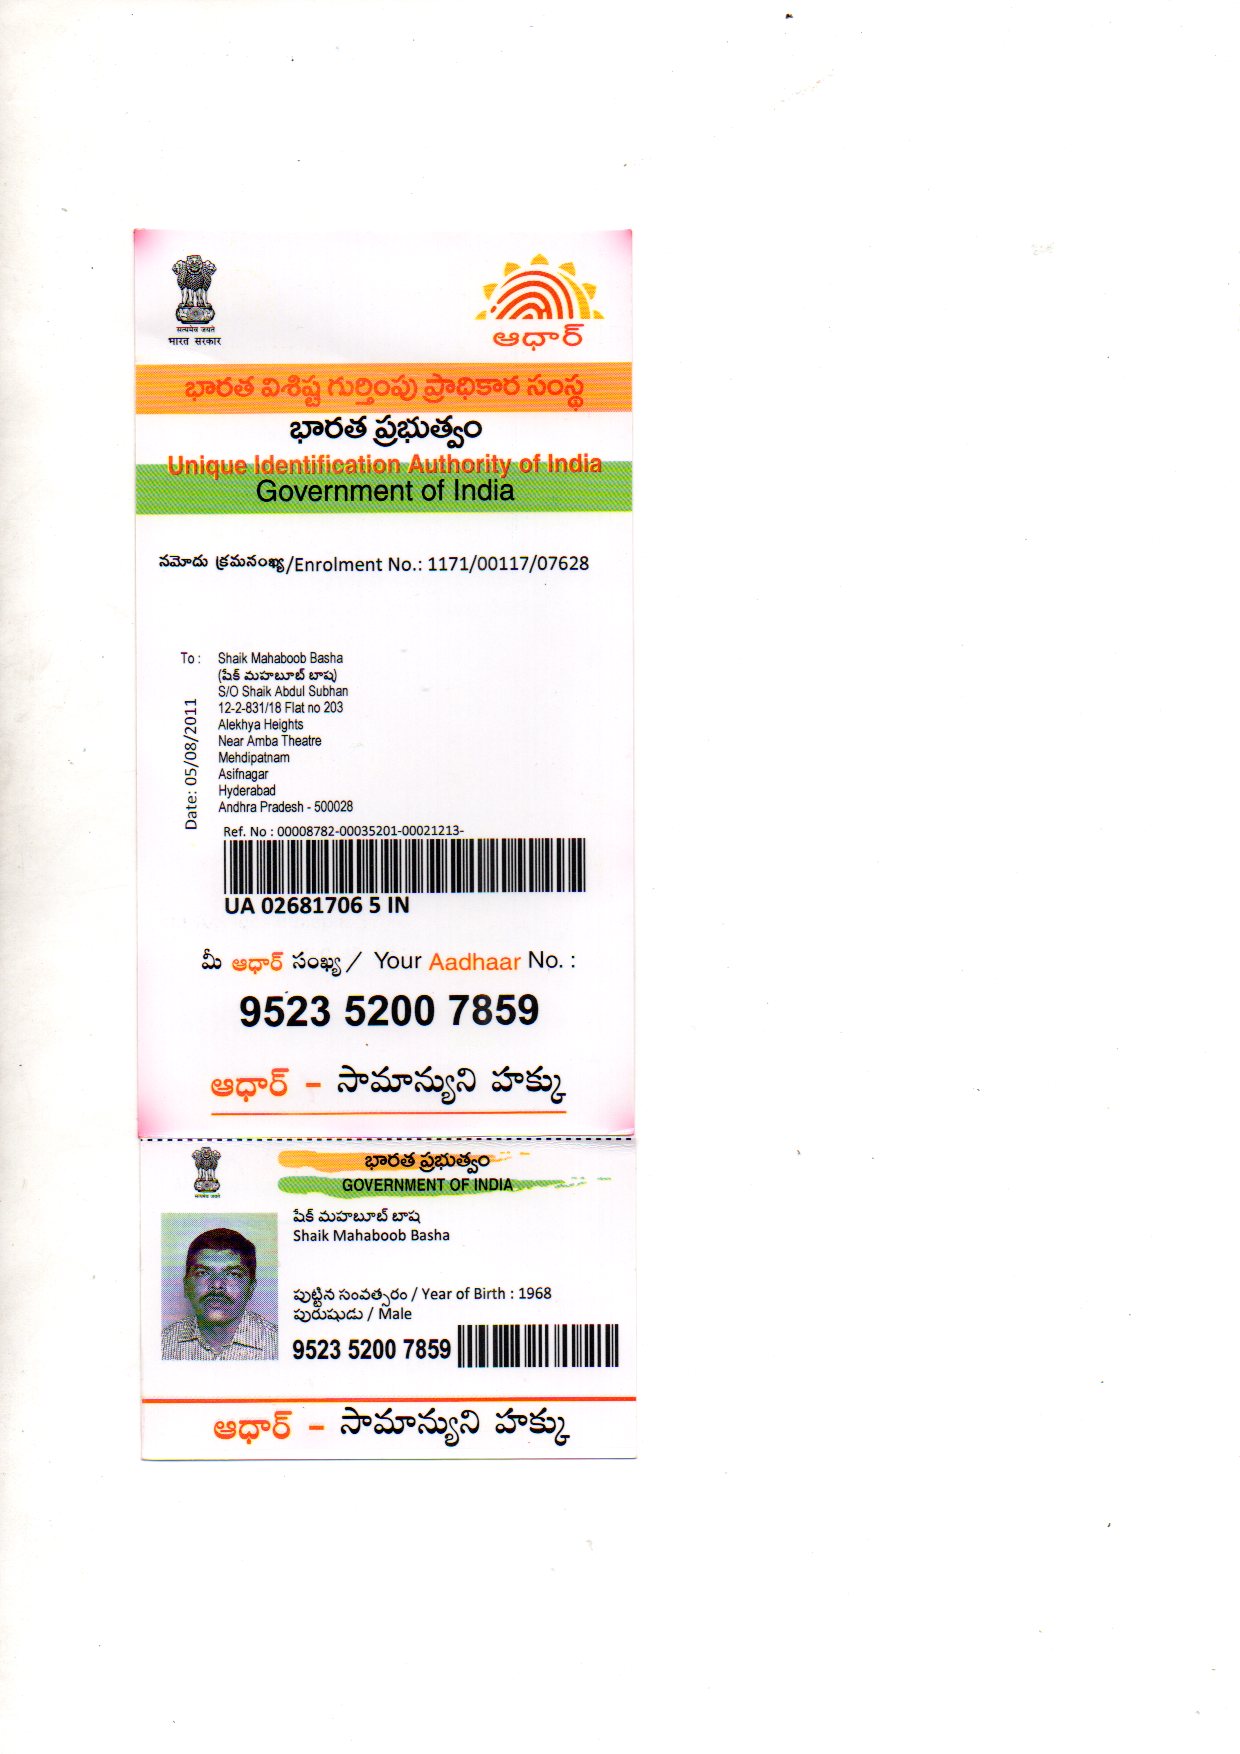 सत्यमेव जयते
भारत सरकार
ఆధార్
భారత విశిష్ట గుర్తింపు ప్రాధికార సంస్థ
భారత ప్రభుత్వం
Unique Identification Authority of India
Government of India
నమోదు క్రమసంఖ్య/Enrolment No.: 1171/00117/07628
To : Shaik Mahaboob Basha
(షేక్ మహబూబ్ బాష)
S/O Shaik Abdul Subhan
12-2-831/18 Flat no 203
Alekhya Heights
Near Amba Theatre
Mehdipatnam
Asifnagar
Hyderabad
Andhra Pradesh - 500028
Date: 05/08/2011
Ref. No : 00008782-00035201-00021213-
UA 02681706 5 IN
మీ ఆధార్ సంఖ్య / Your Aadhaar No. :
9523 5200 7859
ఆధార్ – సామాన్యుని హక్కు
భారత ప్రభుత్వం
GOVERNMENT OF INDIA
షేక్ మహబూబ్ బాష
Shaik Mahaboob Basha
పుట్టిన సంవత్సరం / Year of Birth : 1968
పురుషుడు / Male
9523 5200 7859
ఆధార్ – సామాన్యుని హక్కు